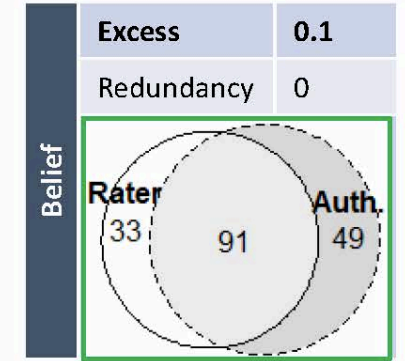 Belief
Excess 0.1
Redundancy 0
Rater Auth.
33 91 49